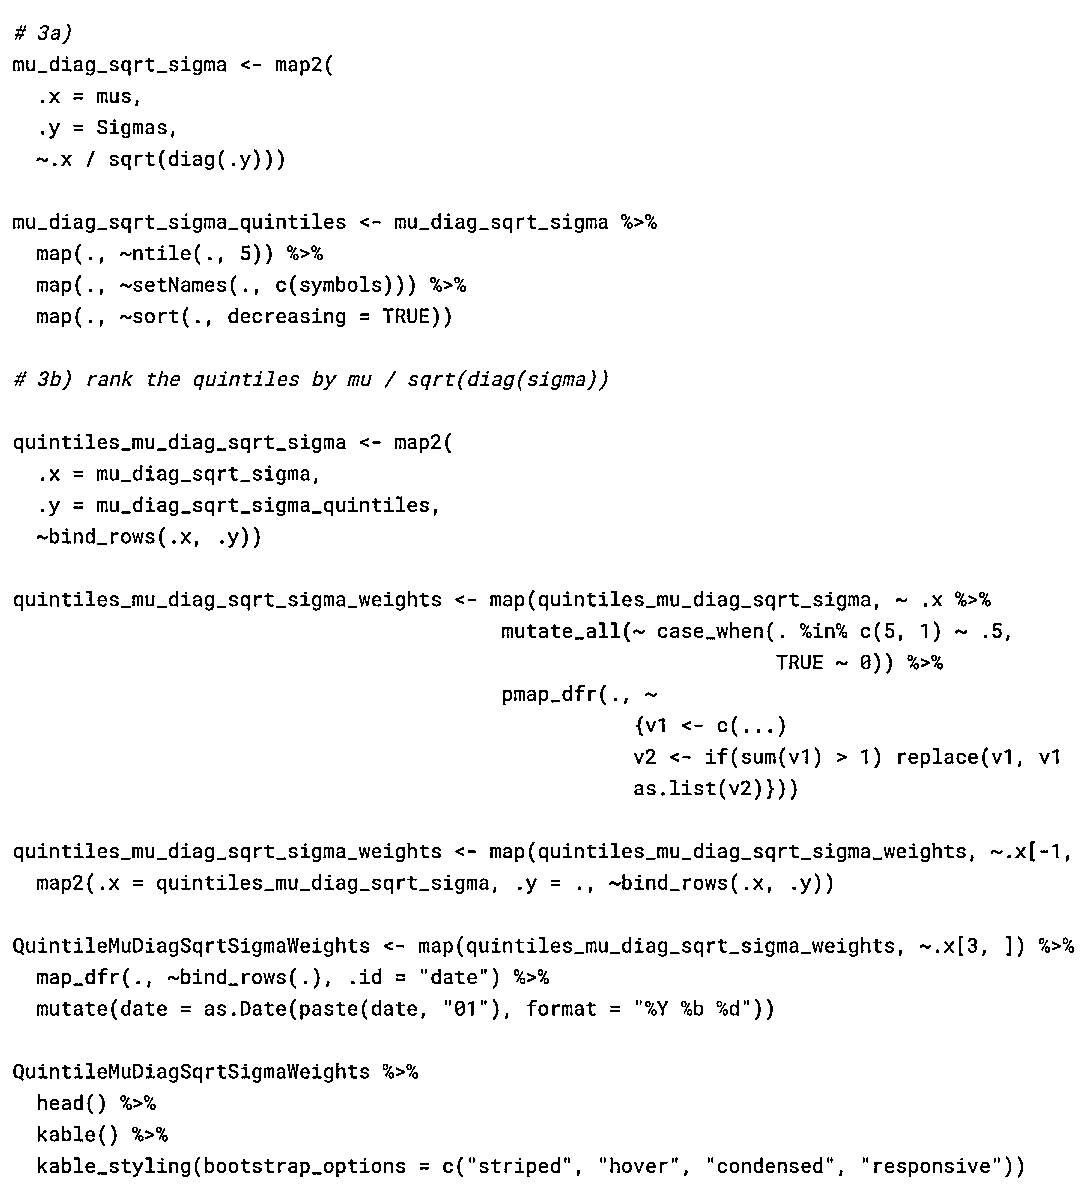 # 3a)
mu_diag_sqrt_sigma <- map2(
  .x = mus,
  .y = Sigmas,
  ~.x / sqrt(diag(.y)))

mu_diag_sqrt_sigma_quintiles <- mu_diag_sqrt_sigma %>%
  map(., ~ntile(., 5)) %>%
  map(., ~setNames(., c(symbols))) %>%
  map(., ~sort(., decreasing = TRUE))

# 3b) rank the quintiles by mu / sqrt(diag(sigma))

quintiles_mu_diag_sqrt_sigma <- map2(
  .x = mu_diag_sqrt_sigma,
  .y = mu_diag_sqrt_sigma_quintiles,
  ~bind_rows(.x, .y))

quintiles_mu_diag_sqrt_sigma_weights <- map(quintiles_mu_diag_sqrt_sigma, ~ .x %>%
                                         mutate_all(~ case_when(. %in% c(5, 1) ~ .5,
                                                                TRUE ~ 0)) %>%
                                         pmap_dfr(., ~
                                                    {v1 <- c(...)
                                                    v2 <- if(sum(v1) > 1) replace(v1, v1
                                                    as.list(v2)}))

quintiles_mu_diag_sqrt_sigma_weights <- map(quintiles_mu_diag_sqrt_sigma_weights, ~.x[-1,
  map2(.x = quintiles_mu_diag_sqrt_sigma, .y = ., ~bind_rows(.x, .y))

QuintileMuDiagSqrtSigmaWeights <- map(quintiles_mu_diag_sqrt_sigma_weights, ~.x[3, ]) %>%
  map_dfr(., ~bind_rows(.), .id = "date") %>%
  mutate(date = as.Date(paste(date, "01"), format = "%Y %b %d"))

QuintileMuDiagSqrtSigmaWeights %>%
  head() %>%
  kable() %>%
  kable_styling(bootstrap_options = c("striped", "hover", "condensed", "responsive"))